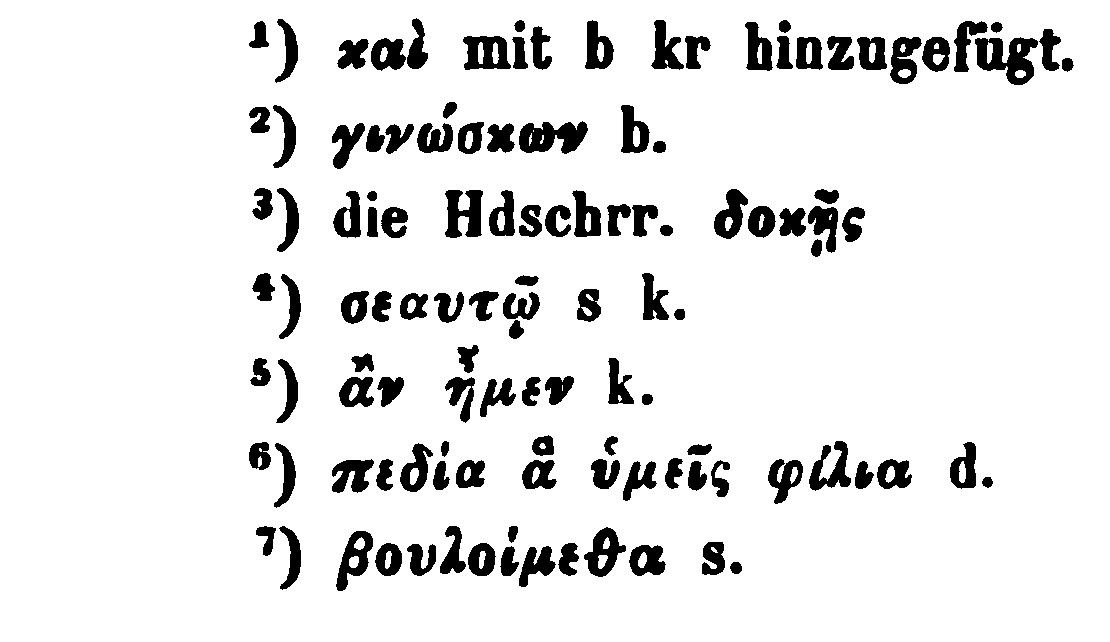 ¹) καὶ mit b kr hinzugefügt.
²) γινώσκων b.
³) die Hdschrr. δοκῇς
⁴) σεαυτῷ s k.
⁵) ἂν ἦμεν k.
⁶) πεδία ἃ ὑμεῖς φίλια d.
⁷) βουλοίμεθα s.